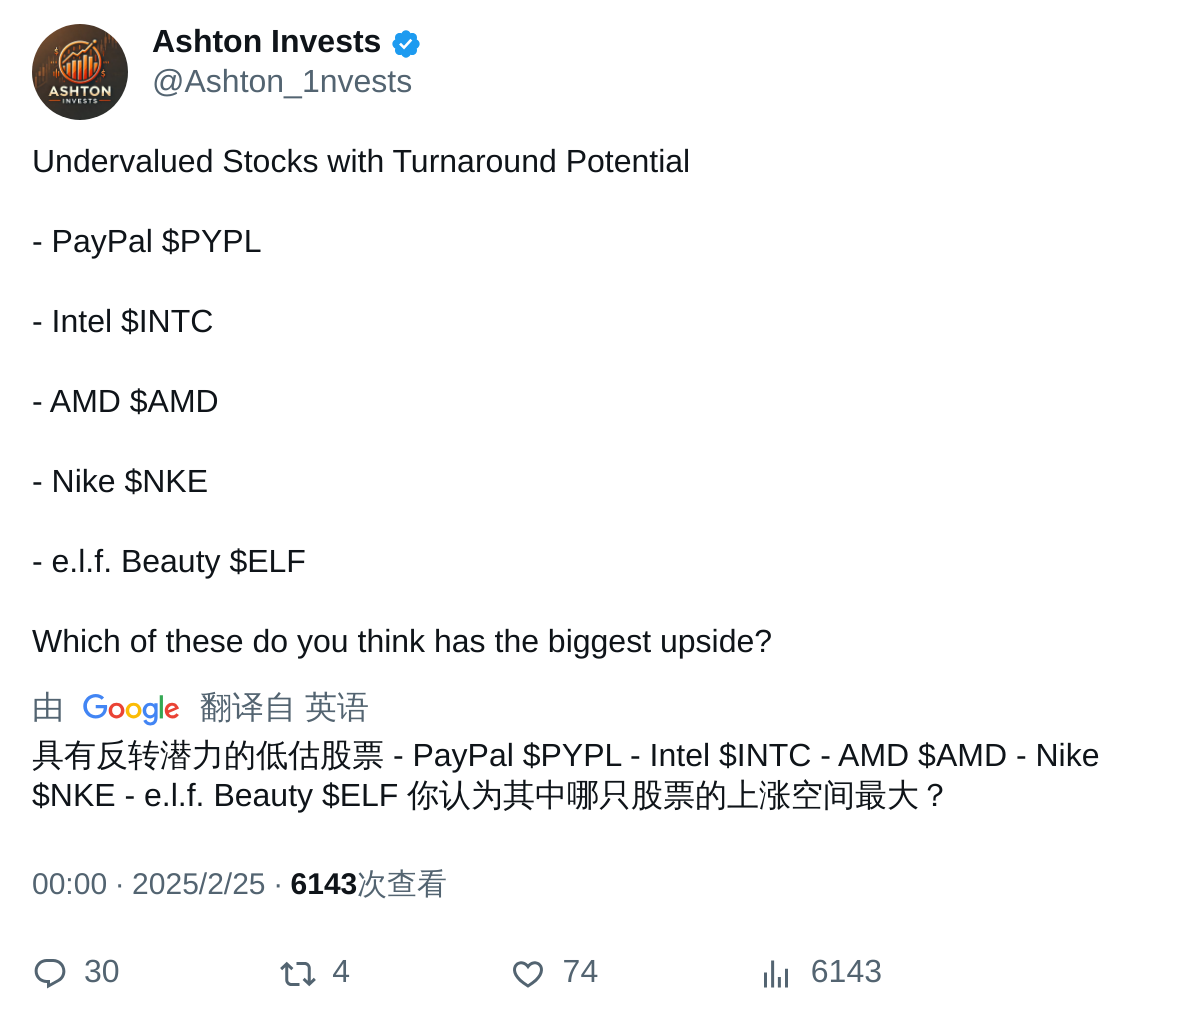 ASHTON
INVESTS
Ashton Invests
@Ashton_1nvests
Undervalued Stocks with Turnaround Potential
- PayPal $PYPL
- Intel $INTC
- AMD $AMD
- Nike $NKE
- e.l.f. Beauty $ELF
Which of these do you think has the biggest upside?
由 Google 翻译自 英语
具有反转潜力的低估股票 - PayPal $PYPL - Intel $INTC - AMD $AMD - Nike
$NKE - e.l.f. Beauty $ELF 你认为其中哪只股票的上涨空间最大？
00:00 · 2025/2/25 · 6143次查看
30 4 74 6143